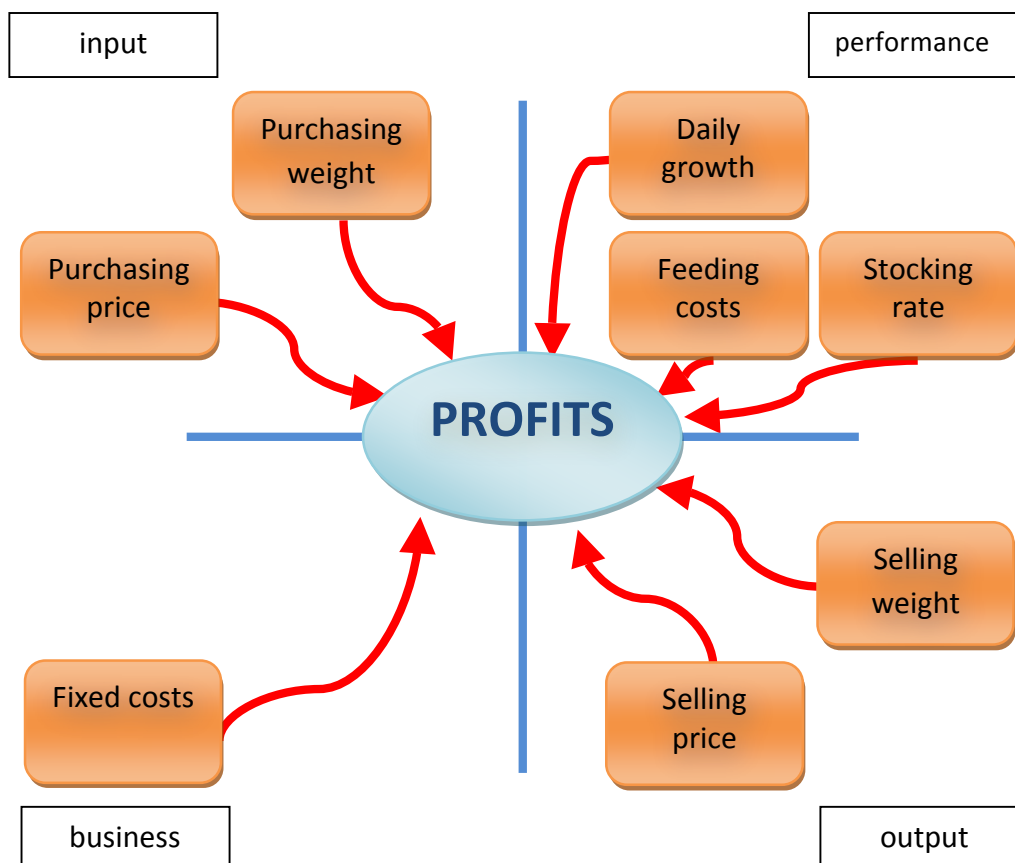 input
performance
Purchasing
weight
Daily
growth
Purchasing
price
Feeding
costs
Stocking
rate
PROFITS
Selling
weight
Fixed costs
Selling
price
business
output